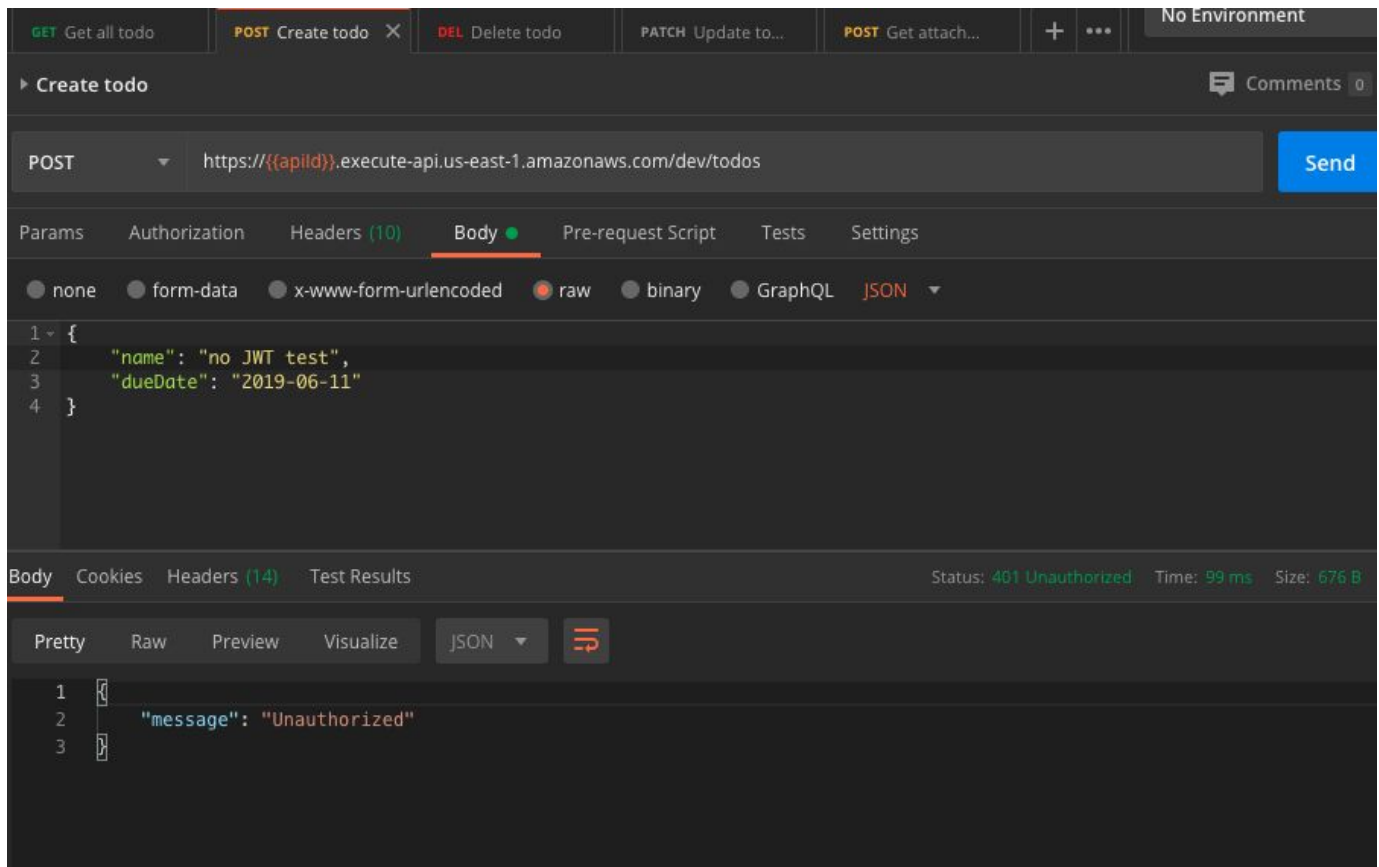 GET Get all todo POST Create todo DEL Delete todo PATCH Update to... POST Get attach... No Environment
Create todo Comments 0
POST https://{{apiId}}.execute-api.us-east-1.amazonaws.com/dev/todos Send
Params Authorization Headers (10) Body Pre-request Script Tests Settings
none form-data x-www-form-urlencoded raw binary GraphQL JSON
1 {
2 "name": "no JWT test",
3 "dueDate": "2019-06-11"
4 }
Body Cookies Headers (14) Test Results Status: 401 Unauthorized Time: 99 ms Size: 676 B
Pretty Raw Preview Visualize JSON
1 {
2 "message": "Unauthorized"
3 }